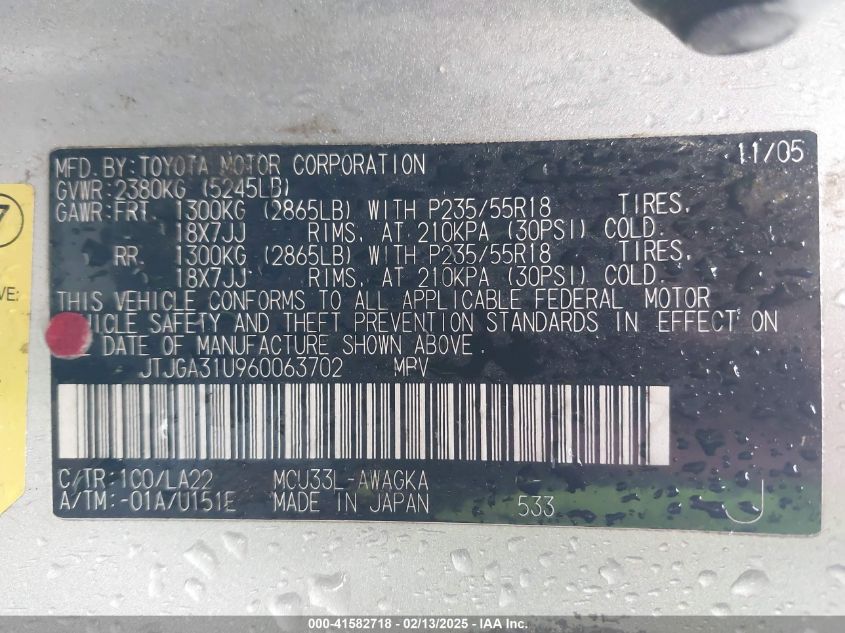 MFD. BY: TOYOTA MOTOR CORPORATION 11/05
GVWR: 2380KG (5245LB)
GAWR: FRT. 1300KG (2865LB) WITH P235/55R18 TIRES,
18X7JJ RIMS, AT 210KPA (30PSI) COLD.
RR. 1300KG (2865LB) WITH P235/55R18 TIRES,
18X7JJ RIMS, AT 210KPA (30PSI) COLD.
THIS VEHICLE CONFORMS TO ALL APPLICABLE FEDERAL MOTOR
SAFETY AND THEFT PREVENTION STANDARDS IN EFFECT ON
DATE OF MANUFACTURE SHOWN ABOVE.
JTJGA31U960063702 MPV
C/TR: 1C0/LA22 MCU33L-AWAGKA
A/TM: -01A/U151E MADE IN JAPAN 533 J
7
VE:
000-41582718 - 02/13/2025 - IAA Inc.